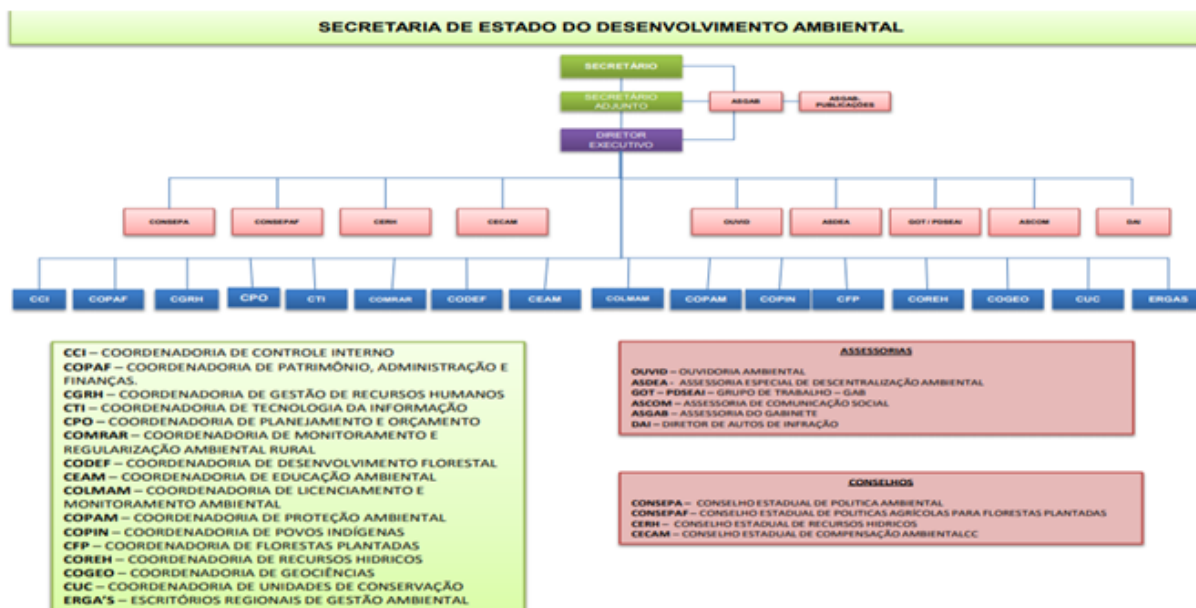 SECRETARIA DE ESTADO DO DESENVOLVIMENTO AMBIENTAL
SECRETÁRIO
SECRETÁRIO
ADJUNTO
ASGAB
ASGAB-
PUBLICAÇÕES
DIRETOR
EXECUTIVO
CONSEPA
CONSEPAF
CERH
CECAM
OUVID
ASDEA
GOT / PDSEAI
ASCOM
DAI
CCI
COPAF
CGRH
CPO
CTI
COMRAR
CODEF
CEAM
COLMAM
COPAM
COPIN
CFP
COREH
COGEO
CUC
ERGAS
CCI – COORDENADORIA DE CONTROLE INTERNO
COPAF – COORDENADORIA DE PATRIMÔNIO, ADMINISTRAÇÃO E
FINANÇAS.
CGRH – COORDENADORIA DE GESTÃO DE RECURSOS HUMANOS
CTI – COORDENADORIA DE TECNOLOGIA DA INFORMAÇÃO
CPO – COORDENADORIA DE PLANEJAMENTO E ORÇAMENTO
COMRAR – COORDENADORIA DE MONITORAMENTO E
REGULARIZAÇÃO AMBIENTAL RURAL
CODEF – COORDENADORIA DE DESENVOLVIMENTO FLORESTAL
CEAM – COORDENADORIA DE EDUCAÇÃO AMBIENTAL
COLMAM – COORDENADORIA DE LICENCIAMENTO E
MONITORAMENTO AMBIENTAL
COPAM – COORDENADORIA DE PROTEÇÃO AMBIENTAL
COPIN – COORDENADORIA DE POVOS INDÍGENAS
CFP – COORDENADORIA DE FLORESTAS PLANTADAS
COREH – COORDENADORIA DE RECURSOS HIDRICOS
COGEO – COORDENADORIA DE GEOCIÊNCIAS
CUC – COORDENADORIA DE UNIDADES DE CONSERVAÇÃO
ERGA'S – ESCRITÓRIOS REGIONAIS DE GESTÃO AMBIENTAL
ASSESSORIAS
OUVID – OUVIDORIA AMBIENTAL
ASDEA - ASSESSORIA ESPECIAL DE DESCENTRALIZAÇÃO AMBIENTAL
GOT – PDSEAI – GRUPO DE TRABALHO – GAB
ASCOM – ASSESSORIA DE COMUNICAÇÃO SOCIAL
ASGAB – ASSESSORIA DO GABINETE
DAI – DIRETOR DE AUTOS DE INFRAÇÃO
CONSELHOS
CONSEPA – CONSELHO ESTADUAL DE POLITICA AMBIENTAL
CONSEPAF – CONSELHO ESTADUAL DE POLITICAS AGRÍCOLAS PARA FLORESTAS PLANTADAS
CERH – CONSELHO ESTADUAL DE RECURSOS HIDRICOS
CECAM – CONSELHO ESTADUAL DE COMPENSAÇÃO AMBIENTALCC